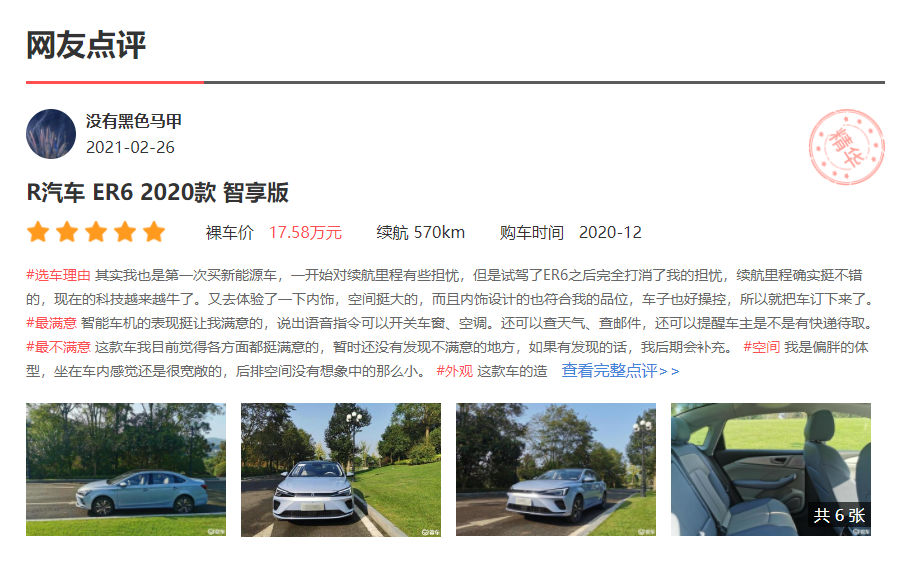 网友点评
没有黑色马甲
2021-02-26
精华
R汽车 ER6 2020款 智享版
裸车价 17.58万元 续航 570km 购车时间 2020-12
#选车理由 其实我也是第一次买新能源车，一开始对续航里程有些担忧，但是试驾了ER6之后完全打消了我的担忧，续航里程确实挺不错
的，现在的科技越来越牛了。又去体验了一下内饰，空间挺大的，而且内饰设计的也符合我的品位，车子也好操控，所以就把车订下来了。
#最满意 智能车机的表现挺让我满意的，说出语音指令可以开关车窗、空调。还可以查天气、查邮件，还可以提醒车主是不是有快递待取。
#最不满意 这款车我目前觉得各方面都挺满意的，暂时还没有发现不满意的地方，如果有发现的话，我后期会补充。 #空间 我是偏胖的体
型，坐在车内感觉还是很宽敞的，后排空间没有想象中的那么小。 #外观 这款车的造 查看完整点评>>
共 6 张